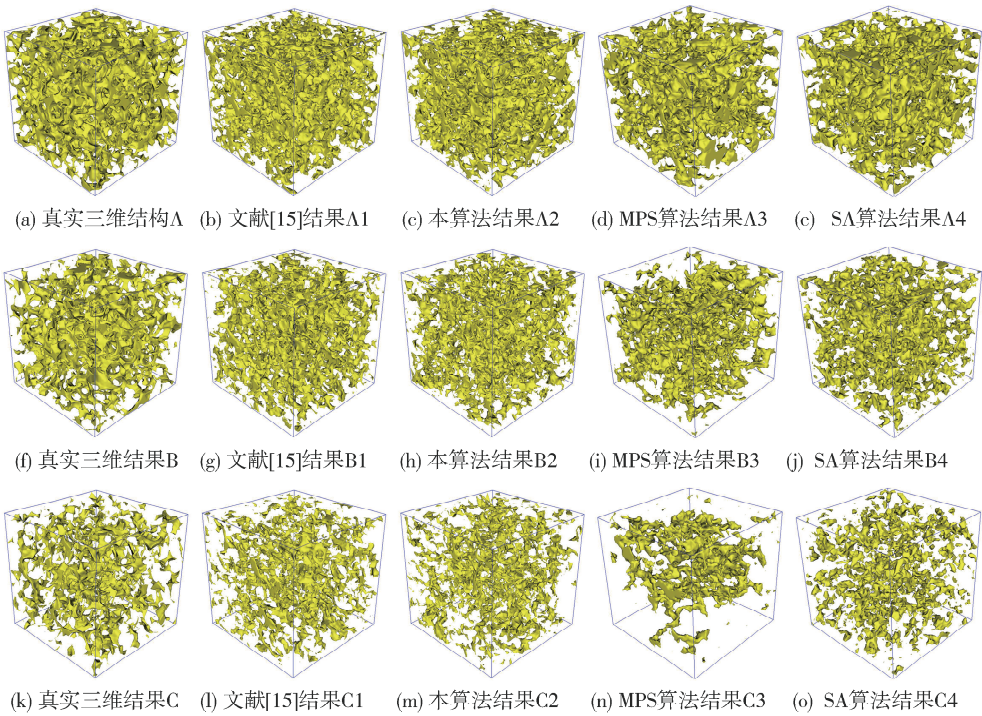 (a) 真实三维结构A
(b) 文献[15]结果A1
(c) 本算法结果A2
(d) MPS算法结果A3
(e) SA算法结果A4
(f) 真实三维结果B
(g) 文献[15]结果B1
(h) 本算法结果B2
(i) MPS算法结果B3
(j) SA算法结果B4
(k) 真实三维结果C
(l) 文献[15]结果C1
(m) 本算法结果C2
(n) MPS算法结果C3
(o) SA算法结果C4